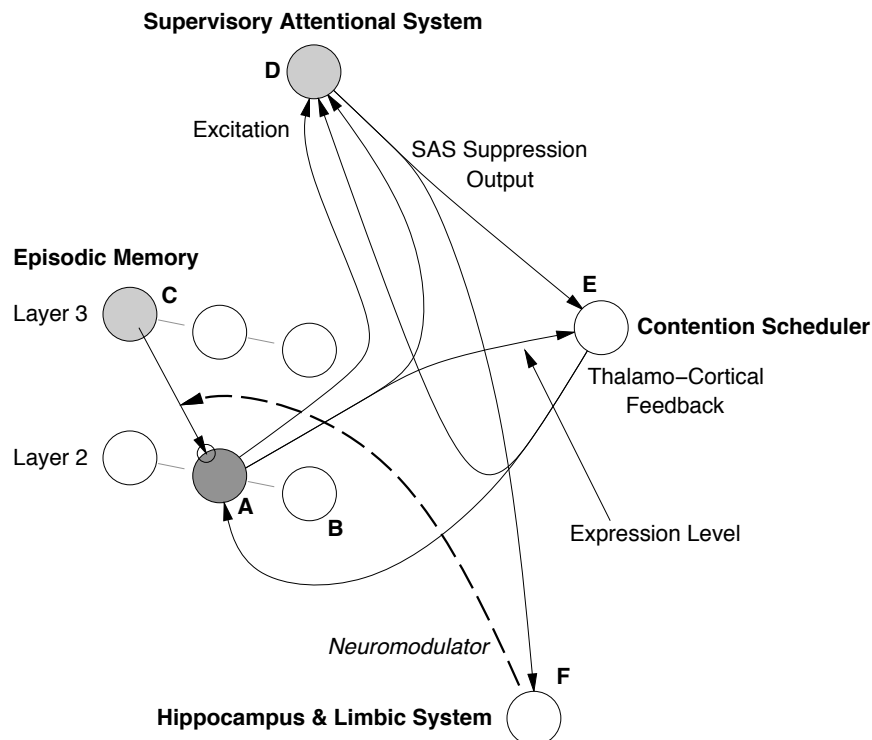 Supervisory Attentional System
D
Excitation
SAS Suppression
Output
Episodic Memory
Layer 3
C
E
Contention Scheduler
Thalamo−Cortical
Feedback
Layer 2
A
B
Expression Level
Neuromodulator
F
Hippocampus & Limbic System